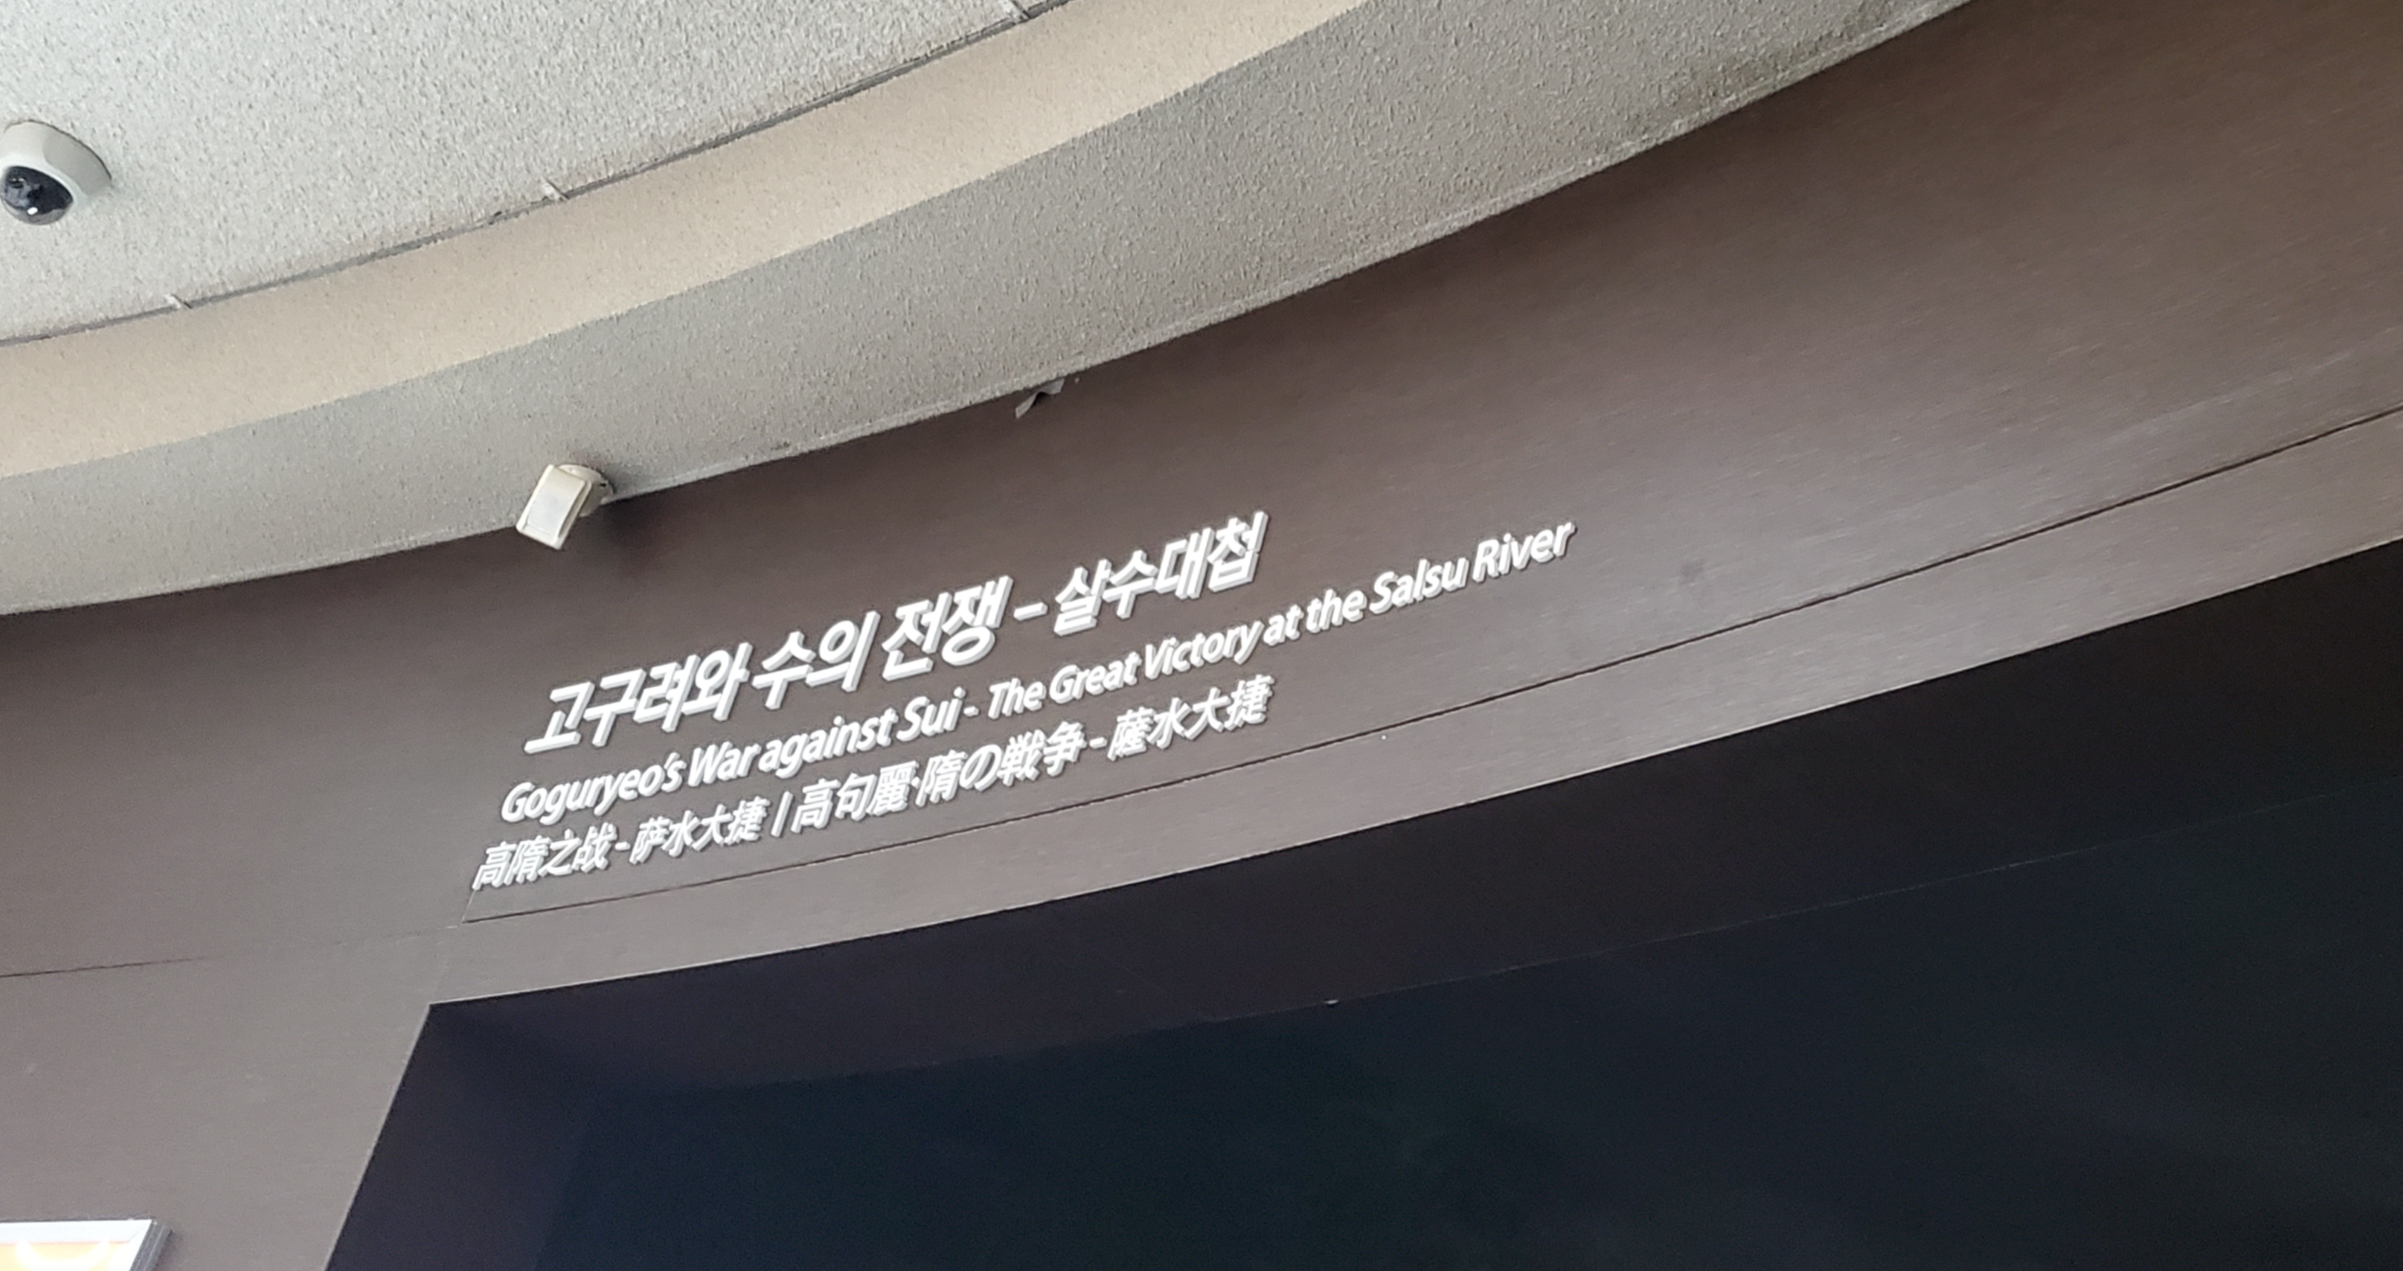 고구려와 수의 전쟁 – 살수대첩
Goguryeo's War against Sui - The Great Victory at the Salsu River
高隋之战 - 萨水大捷 | 高句麗·隋の戦争 - 薩水大捷